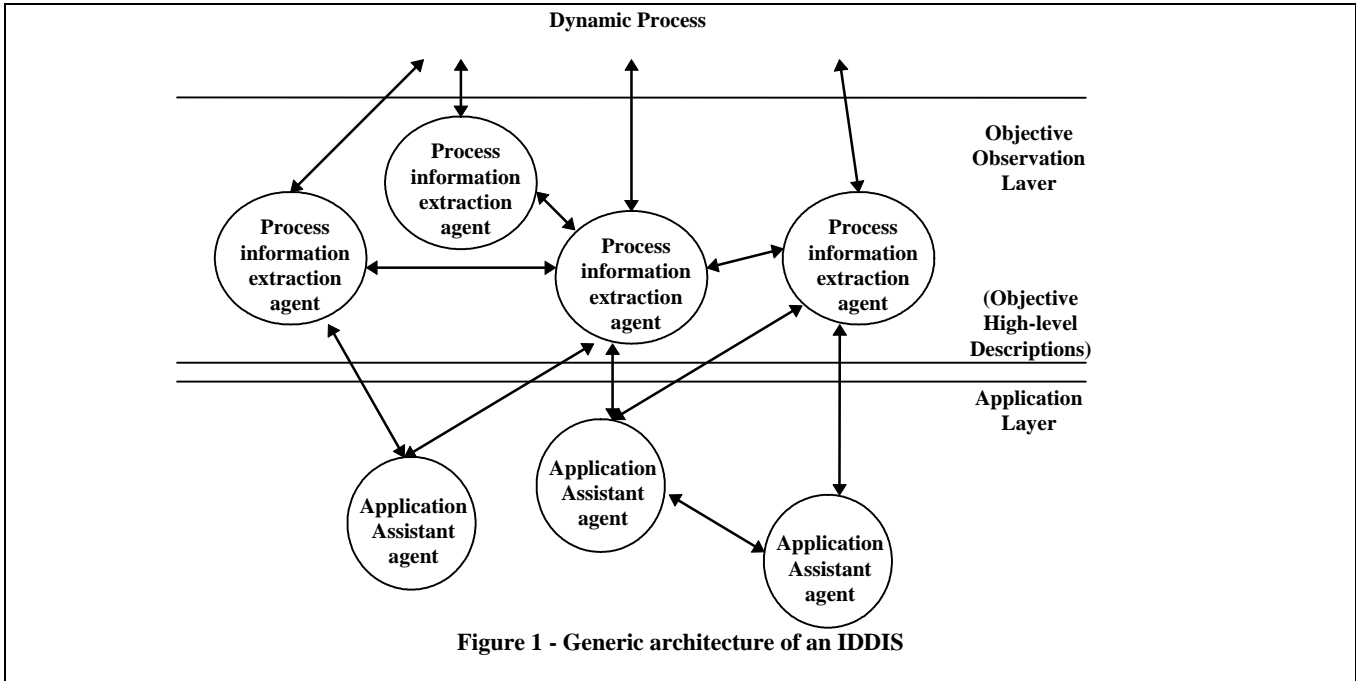 Dynamic Process
Objective
Observation
Laver
Process
information
extraction
agent
Process
information
extraction
agent
Process
information
extraction
agent
Process
information
extraction
agent
(Objective
High-level
Descriptions)
Application
Layer
Application
Assistant
agent
Application
Assistant
agent
Application
Assistant
agent
Figure 1 - Generic architecture of an IDDIS